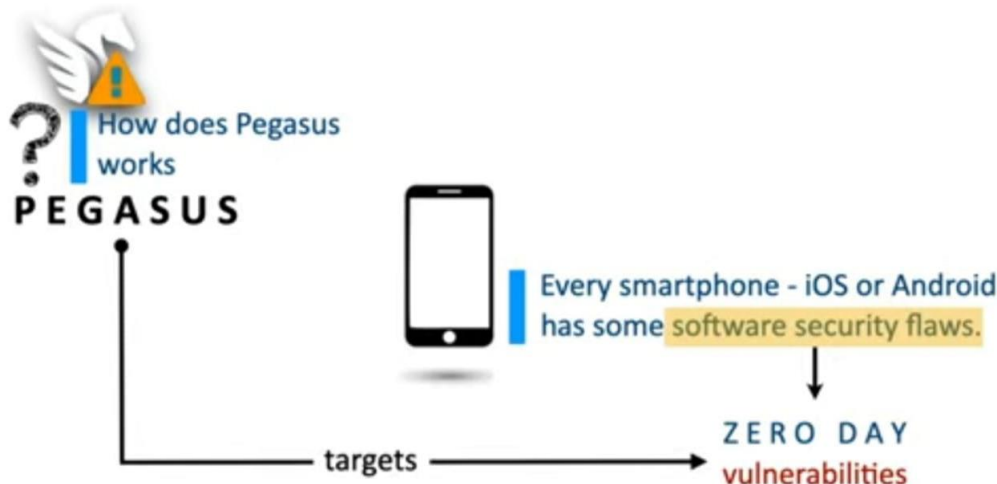 ?
How does Pegasus
works
PEGASUS
Every smartphone - iOS or Android
has some software security flaws.
ZERO DAY
targets
vulnerabilities